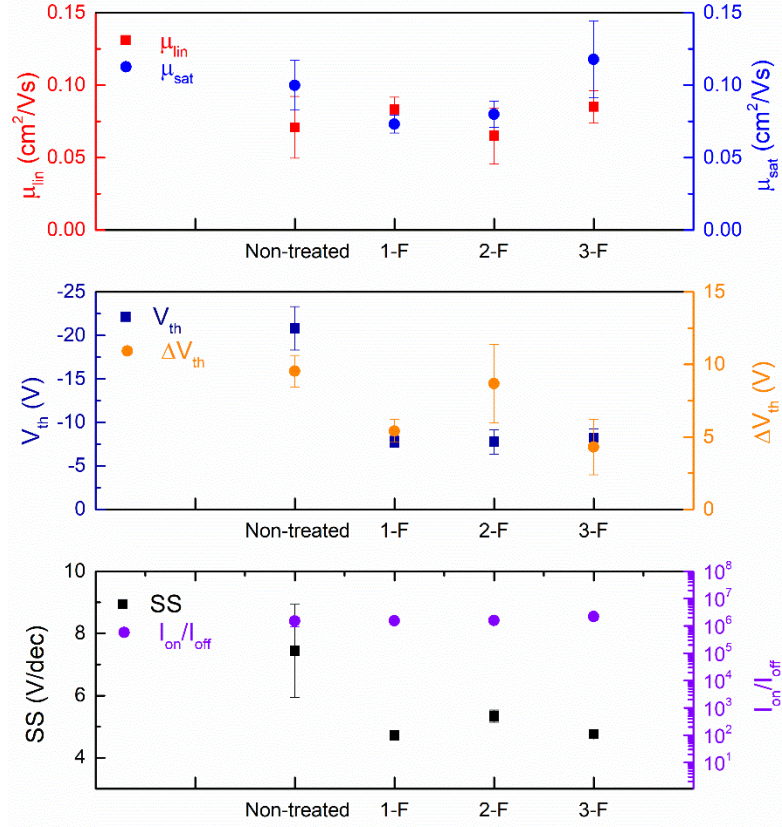 0.15
0.10
0.05
0.00
μlin (cm²/Vs)
μlin
μsat
0.15
0.10
0.05
0.00
μsat (cm²/Vs)
Non-treated 1-F 2-F 3-F
-25
-20
-15
-10
-5
0
Vth (V)
Vth
ΔVth
15
10
5
0
ΔVth (V)
Non-treated 1-F 2-F 3-F
10
8
6
4
SS (V/dec)
SS
Ion/Ioff
10⁸
10⁷
10⁶
10⁵
10⁴
10³
10²
10¹
Ion/Ioff
Non-treated 1-F 2-F 3-F